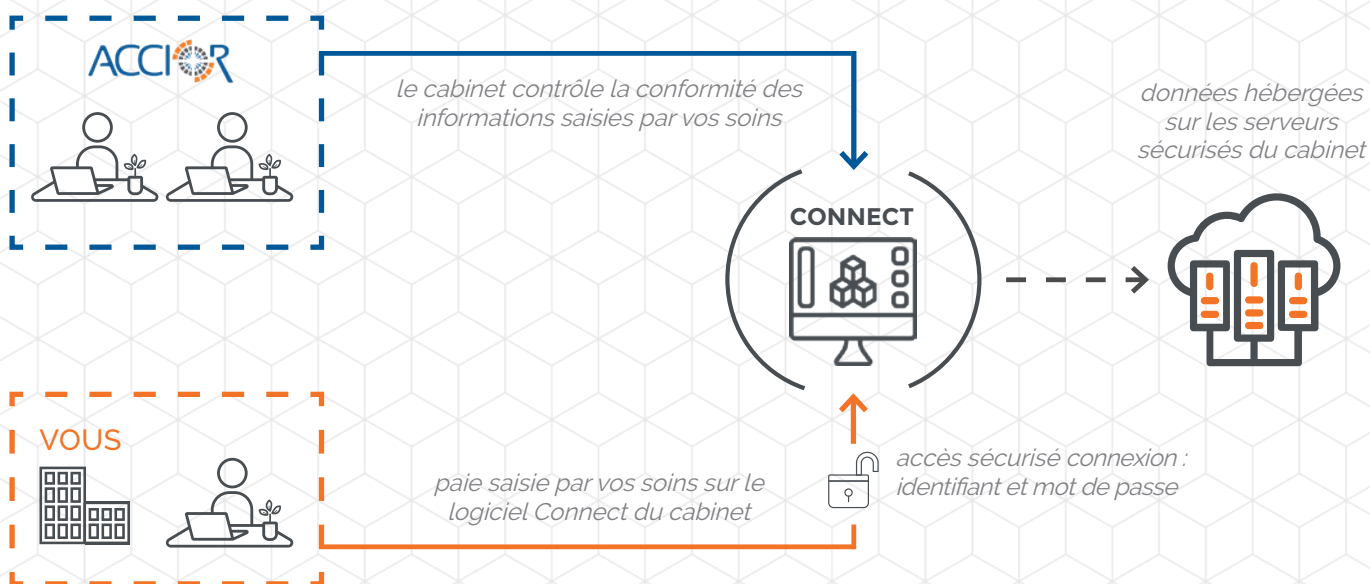 ACCIOR
le cabinet contrôle la conformité des
informations saisies par vos soins
données hébergées
sur les serveurs
sécurisés du cabinet
CONNECT
VOUS
paie saisie par vos soins sur le
logiciel Connect du cabinet
accès sécurisé connexion :
identifiant et mot de passe